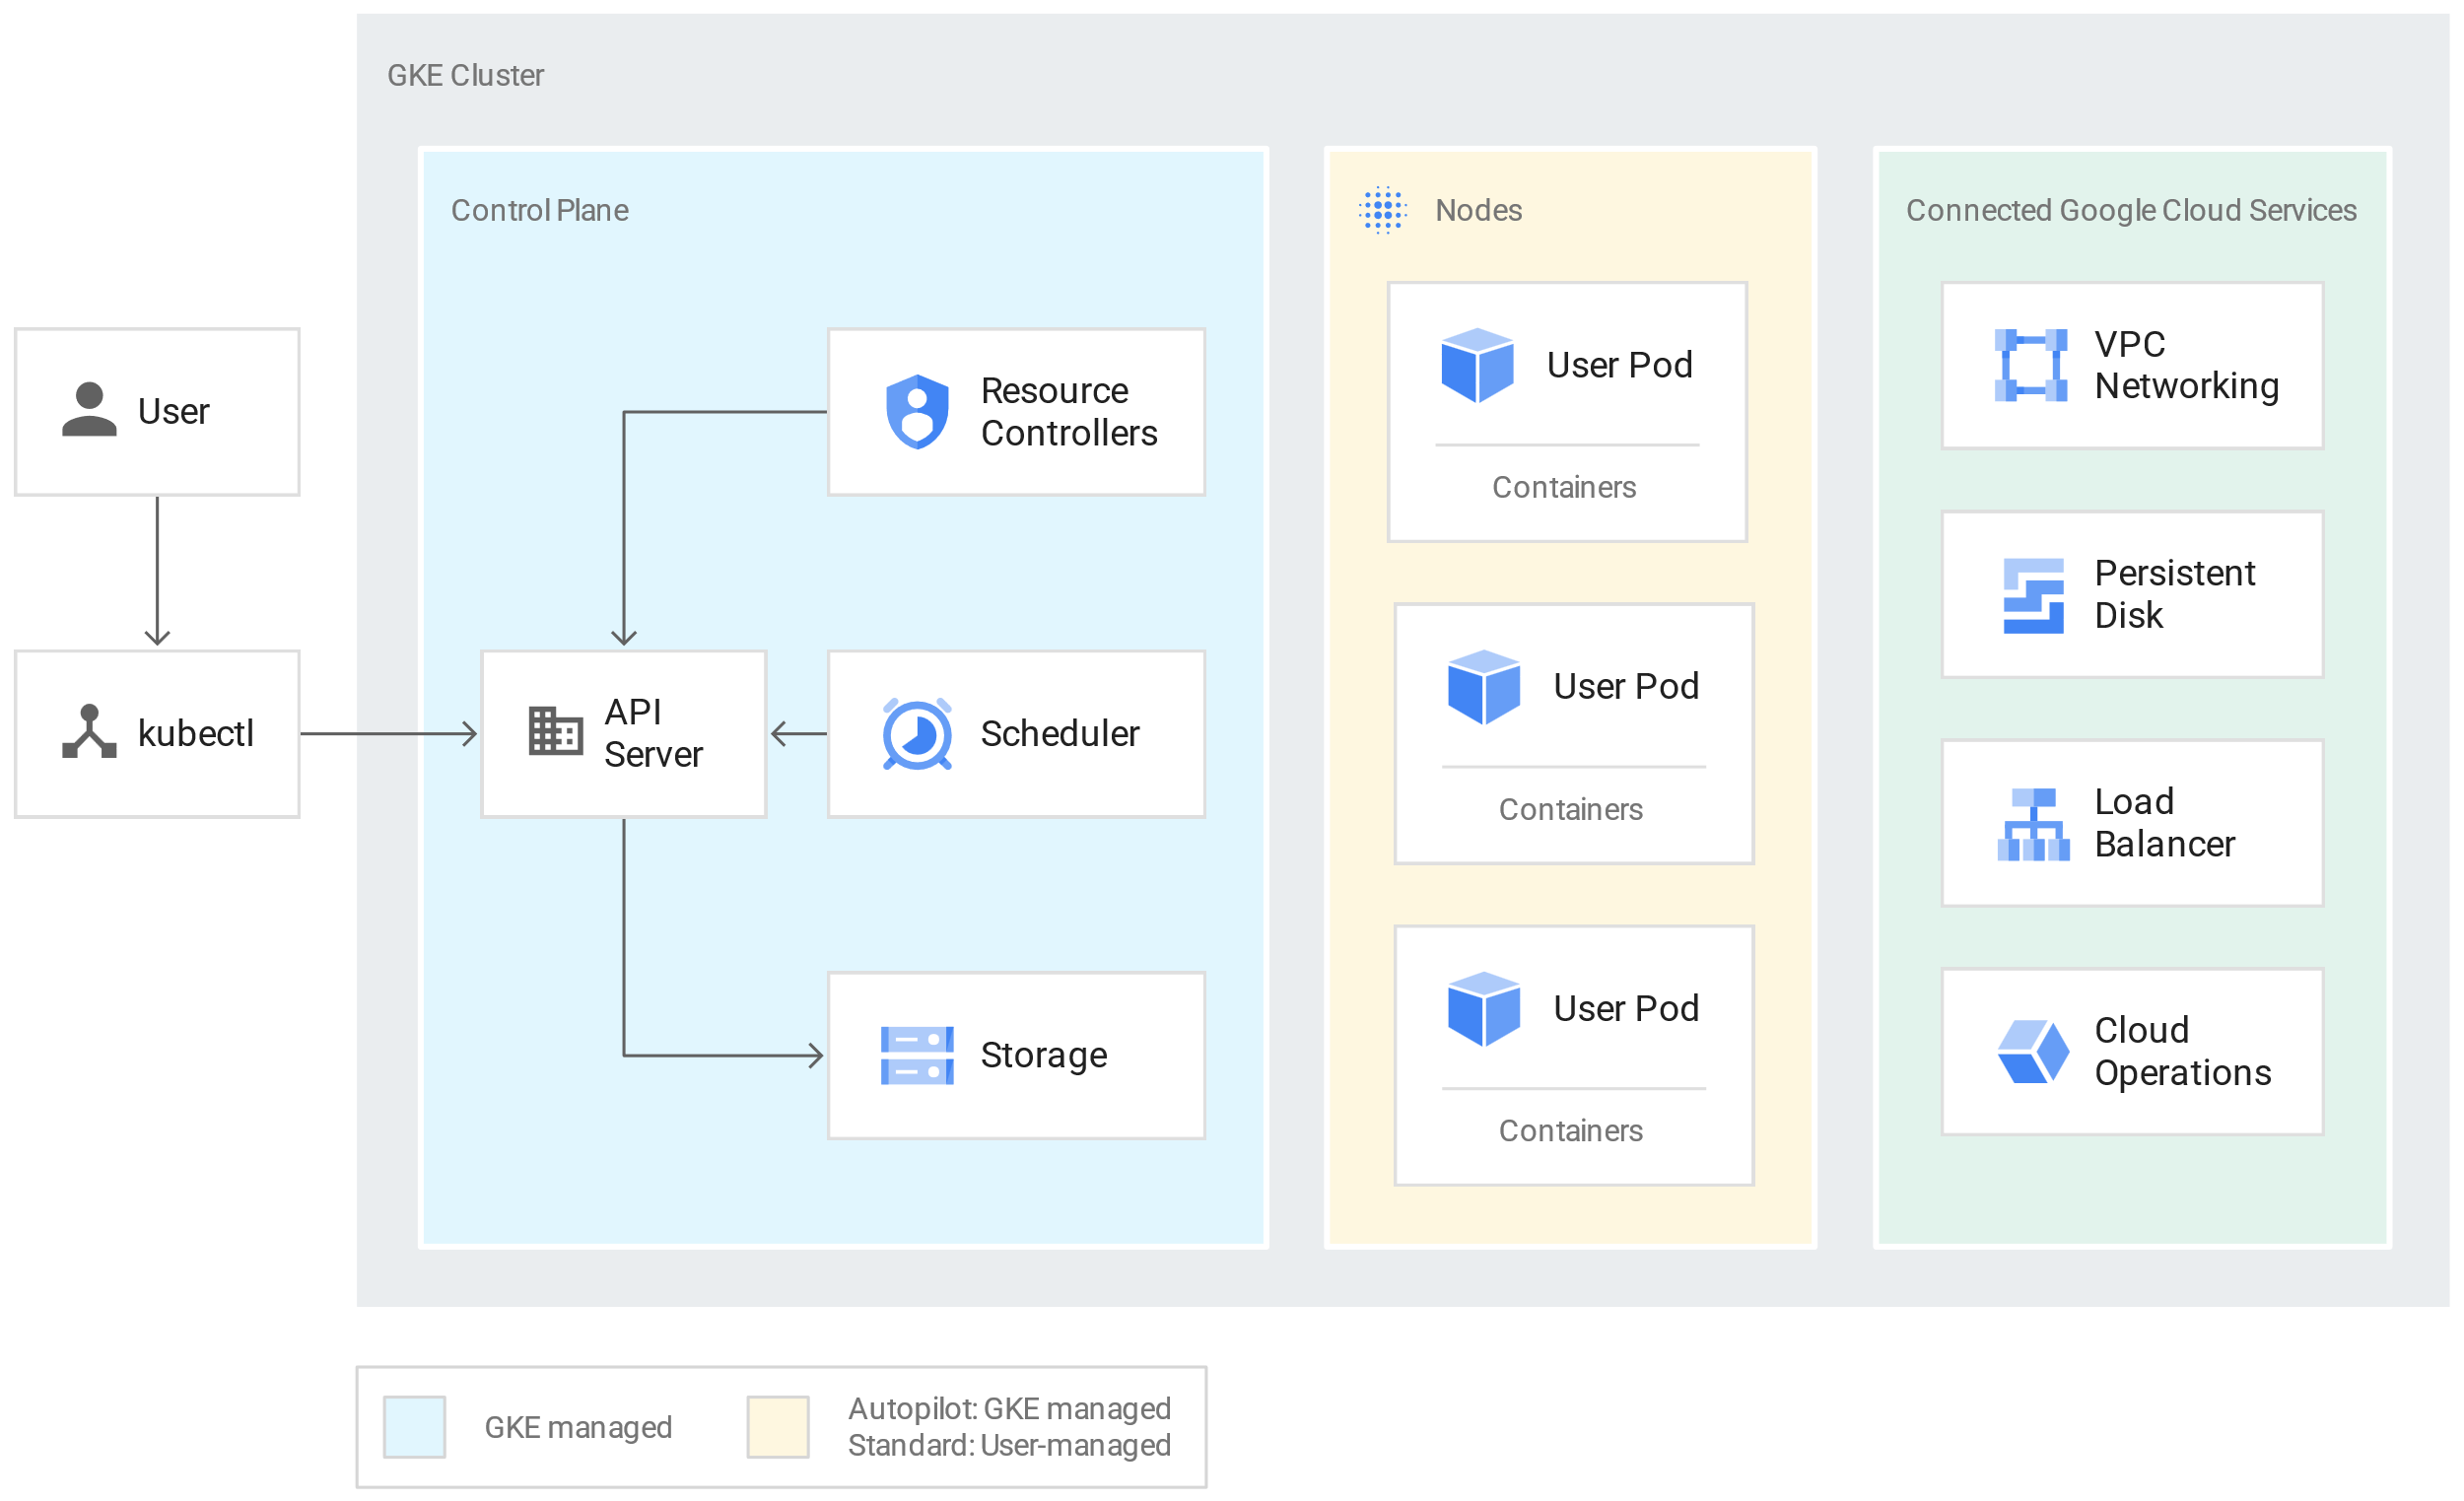 GKE Cluster
Control Plane
Nodes
Connected Google Cloud Services
User
kubectl
Resource
Controllers
API
Server
Scheduler
Storage
User Pod
Containers
User Pod
Containers
User Pod
Containers
VPC
Networking
Persistent
Disk
Load
Balancer
Cloud
Operations
GKE managed
Autopilot: GKE managed
Standard: User-managed